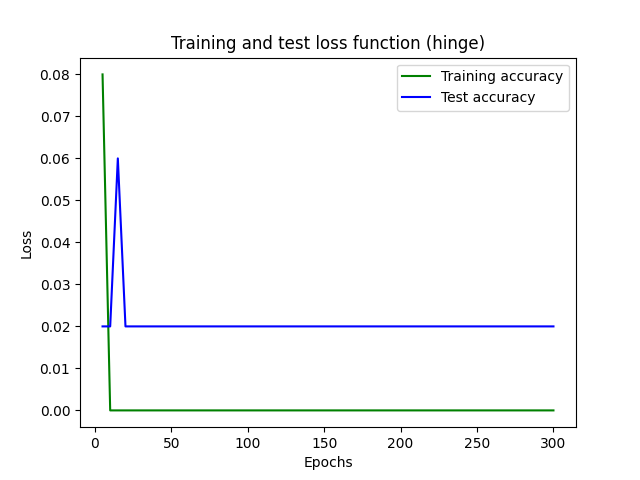 Training and test loss function (hinge)
Training accuracy
Test accuracy
0.08
0.07
0.06
0.05
0.04
0.03
0.02
0.01
0.00
Loss
0 50 100 150 200 250 300
Epochs